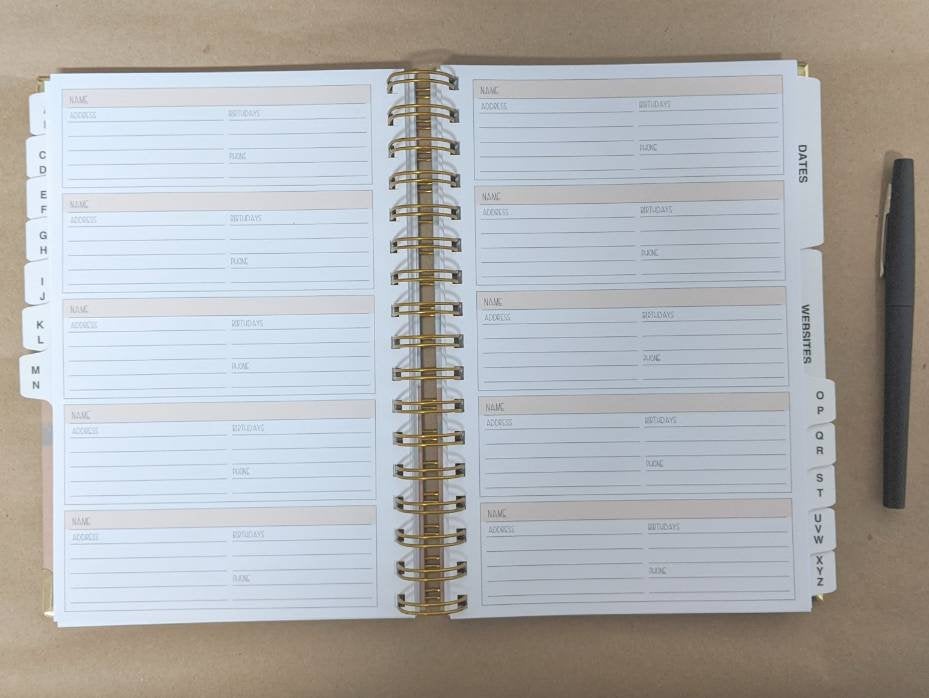 C
D
E
F
G
H
I
J
K
L
M
N
NAME
ADDRESS BIRTHDAYS
PHONE
NAME
ADDRESS BIRTHDAYS
PHONE
NAME
ADDRESS BIRTHDAYS
PHONE
NAME
ADDRESS BIRTHDAYS
PHONE
NAME
ADDRESS BIRTHDAYS
PHONE
NAME
ADDRESS BIRTHDAYS
PHONE
NAME
ADDRESS BIRTHDAYS
PHONE
NAME
ADDRESS BIRTHDAYS
PHONE
NAME
ADDRESS BIRTHDAYS
PHONE
NAME
ADDRESS BIRTHDAYS
PHONE
DATES
WEBSITES
O
P
Q
R
S
T
U
V
W
X
Y
Z